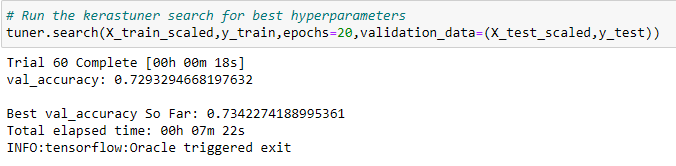 # Run the kerastuner search for best hyperparameters
tuner.search(X_train_scaled,y_train,epochs=20,validation_data=(X_test_scaled,y_test))
Trial 60 Complete [00h 00m 18s]
val_accuracy: 0.7293294668197632
Best val_accuracy So Far: 0.7342274188995361
Total elapsed time: 00h 07m 22s
INFO:tensorflow:Oracle triggered exit